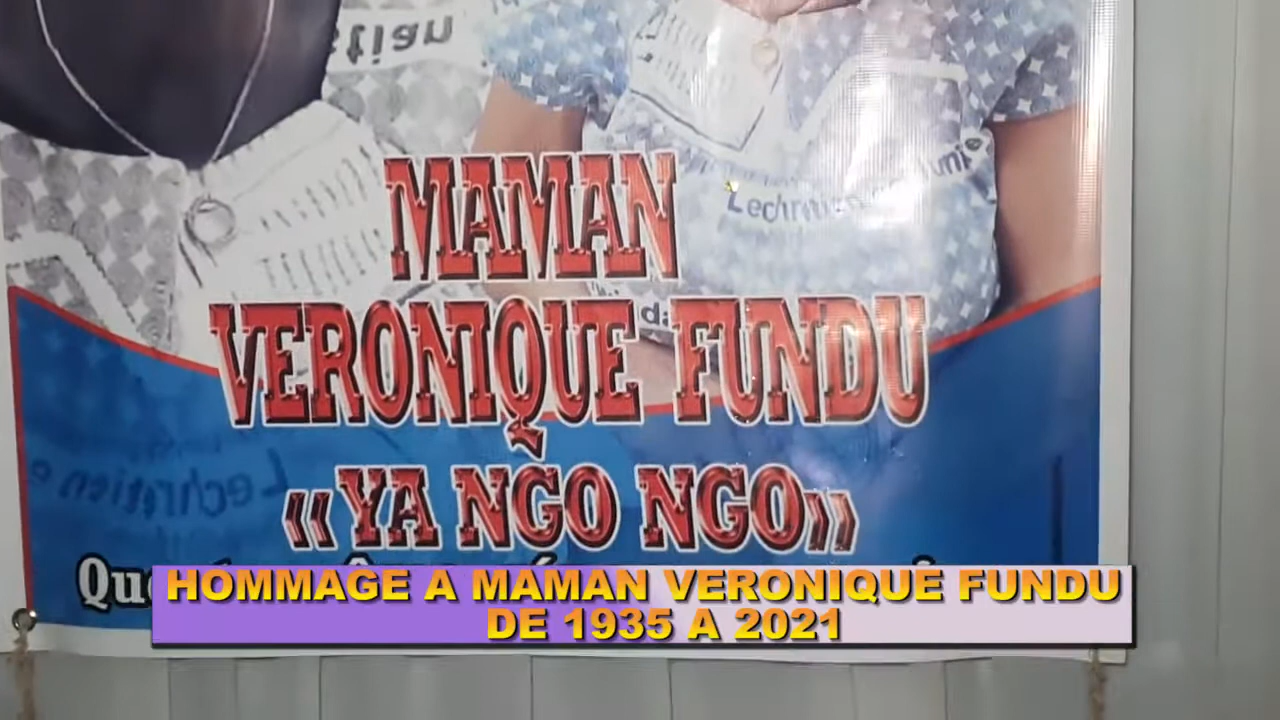 MAMAN
VERONIQUE FUNDU
«YA NGO NGO»
HOMMAGE A MAMAN VERONIQUE FUNDU
DE 1935 A 2021